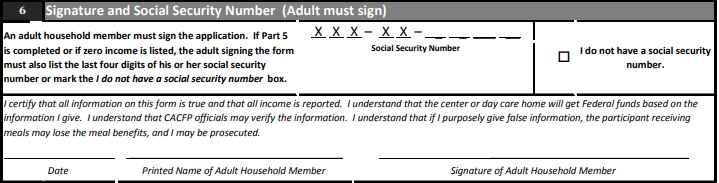 6 Signature and Social Security Number (Adult must sign)
An adult household member must sign the application. If Part 5
is completed or if zero income is listed, the adult signing the form
must also list the last four digits of his or her social security
number or mark the I do not have a social security number box.
X X X – X X – _ _ _ _
Social Security Number
I do not have a social security
number.
I certify that all information on this form is true and that all income is reported. I understand that the center or day care home will get Federal funds based on the
information I give. I understand that CACFP officials may verify the information. I understand that if I purposely give false information, the participant receiving
meals may lose the meal benefits, and I may be prosecuted.
Date Printed Name of Adult Household Member Signature of Adult Household Member